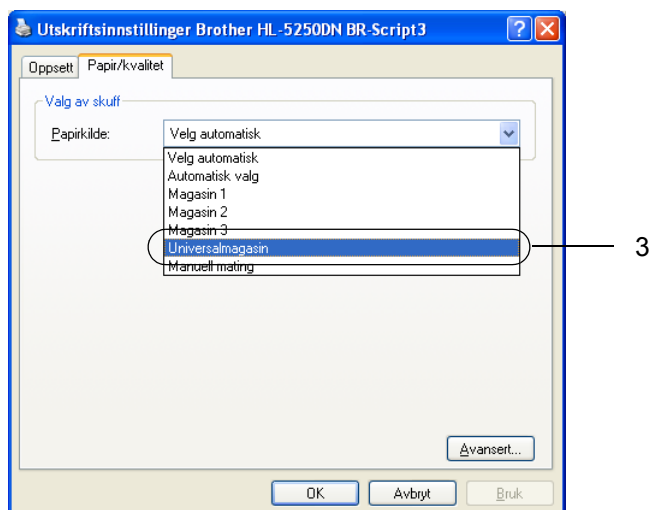 Utskriftsinnstillinger Brother HL-5250DN BR-Script3
Oppsett Papir/kvalitet
Valg av skuff
Papirkilde: Velg automatisk
Velg automatisk
Automatisk valg
Magasin 1
Magasin 2
Magasin 3
Universalmagasin 3
Manuell mating
Avansert...
OK Avbryt Bruk